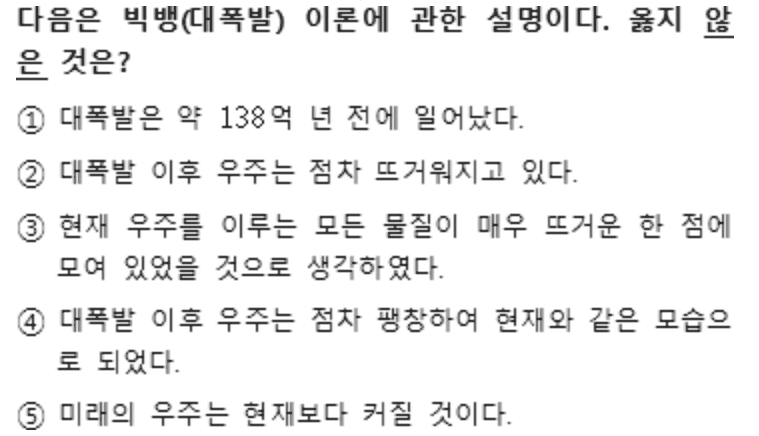 다음은 빅뱅(대폭발) 이론에 관한 설명이다. 옳지 않
은 것은?
① 대폭발은 약 138억 년 전에 일어났다.
② 대폭발 이후 우주는 점차 뜨거워지고 있다.
③ 현재 우주를 이루는 모든 물질이 매우 뜨거운 한 점에
모여 있었을 것으로 생각하였다.
④ 대폭발 이후 우주는 점차 팽창하여 현재와 같은 모습으
로 되었다.
⑤ 미래의 우주는 현재보다 커질 것이다.